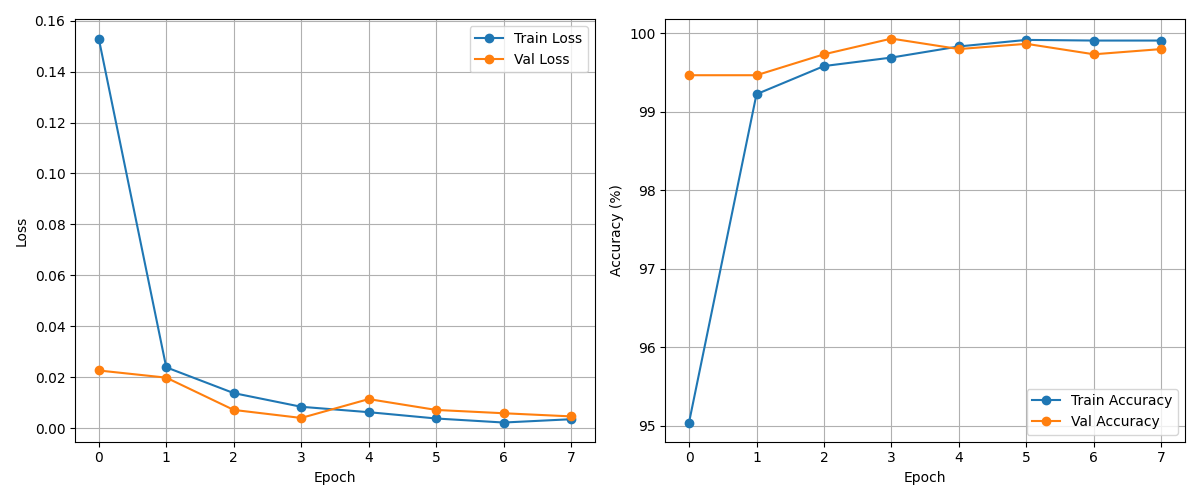 0.16
0.14
0.12
0.10
0.08
0.06
0.04
0.02
0.00
Loss
0 1 2 3 4 5 6 7
Epoch
Train Loss
Val Loss
100
99
98
97
96
95
Accuracy (%)
0 1 2 3 4 5 6 7
Epoch
Train Accuracy
Val Accuracy